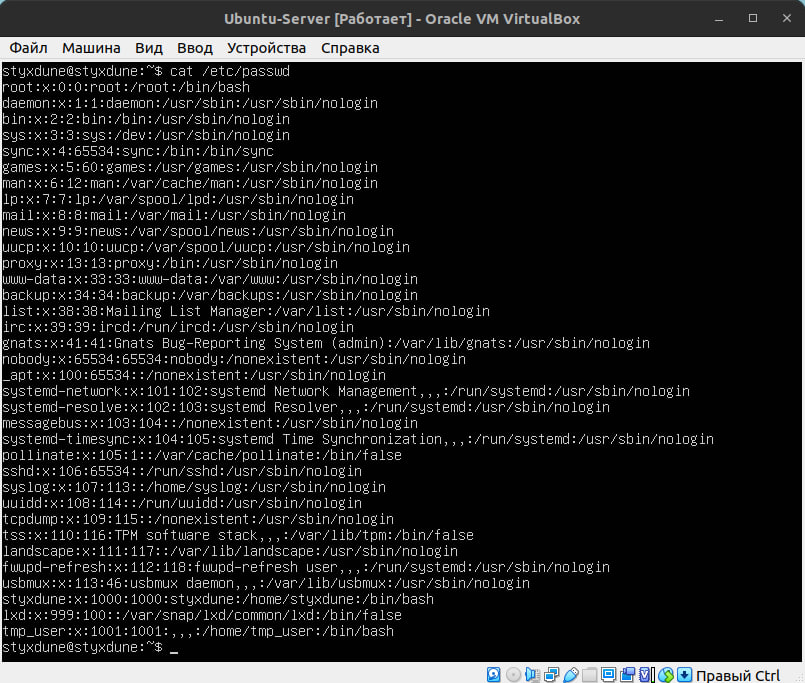 Ubuntu-Server [Работает] - Oracle VM VirtualBox
Файл Машина Вид Ввод Устройства Справка
styxdune@styxdune:~$ cat /etc/passwd
root:x:0:0:root:/root:/bin/bash
daemon:x:1:1:daemon:/usr/sbin:/usr/sbin/nologin
bin:x:2:2:bin:/bin:/usr/sbin/nologin
sys:x:3:3:sys:/dev:/usr/sbin/nologin
sync:x:4:65534:sync:/bin:/bin/sync
games:x:5:60:games:/usr/games:/usr/sbin/nologin
man:x:6:12:man:/var/cache/man:/usr/sbin/nologin
lp:x:7:7:lp:/var/spool/lpd:/usr/sbin/nologin
mail:x:8:8:mail:/var/mail:/usr/sbin/nologin
news:x:9:9:news:/var/spool/news:/usr/sbin/nologin
uucp:x:10:10:uucp:/var/spool/uucp:/usr/sbin/nologin
proxy:x:13:13:proxy:/bin:/usr/sbin/nologin
www-data:x:33:33:www-data:/var/www:/usr/sbin/nologin
backup:x:34:34:backup:/var/backups:/usr/sbin/nologin
list:x:38:38:Mailing List Manager:/var/list:/usr/sbin/nologin
irc:x:39:39:ircd:/run/ircd:/usr/sbin/nologin
gnats:x:41:41:Gnats Bug-Reporting System (admin):/var/lib/gnats:/usr/sbin/nologin
nobody:x:65534:65534:nobody:/nonexistent:/usr/sbin/nologin
_apt:x:100:65534::/nonexistent:/usr/sbin/nologin
systemd-network:x:101:102:systemd Network Management,,,:/run/systemd:/usr/sbin/nologin
systemd-resolve:x:102:103:systemd Resolver,,,:/run/systemd:/usr/sbin/nologin
messagebus:x:103:104::/nonexistent:/usr/sbin/nologin
systemd-timesync:x:104:105:systemd Time Synchronization,,,:/run/systemd:/usr/sbin/nologin
pollinate:x:105:1::/var/cache/pollinate:/bin/false
sshd:x:106:65534::/run/sshd:/usr/sbin/nologin
syslog:x:107:113::/home/syslog:/usr/sbin/nologin
uuidd:x:108:114::/run/uuidd:/usr/sbin/nologin
tcpdump:x:109:115::/nonexistent:/usr/sbin/nologin
tss:x:110:116:TPM software stack,,,:/var/lib/tpm:/bin/false
landscape:x:111:117::/var/lib/landscape:/usr/sbin/nologin
fwupd-refresh:x:112:118:fwupd-refresh user,,,:/run/systemd:/usr/sbin/nologin
usbmux:x:113:46:usbmux daemon,,,:/var/lib/usbmux:/usr/sbin/nologin
styxdune:x:1000:1000:styxdune:/home/styxdune:/bin/bash
lxd:x:999:100::/var/snap/lxd/common/lxd:/bin/false
tmp_user:x:1001:1001:,,,:/home/tmp_user:/bin/bash
styxdune@styxdune:~$ _
Правый Ctrl